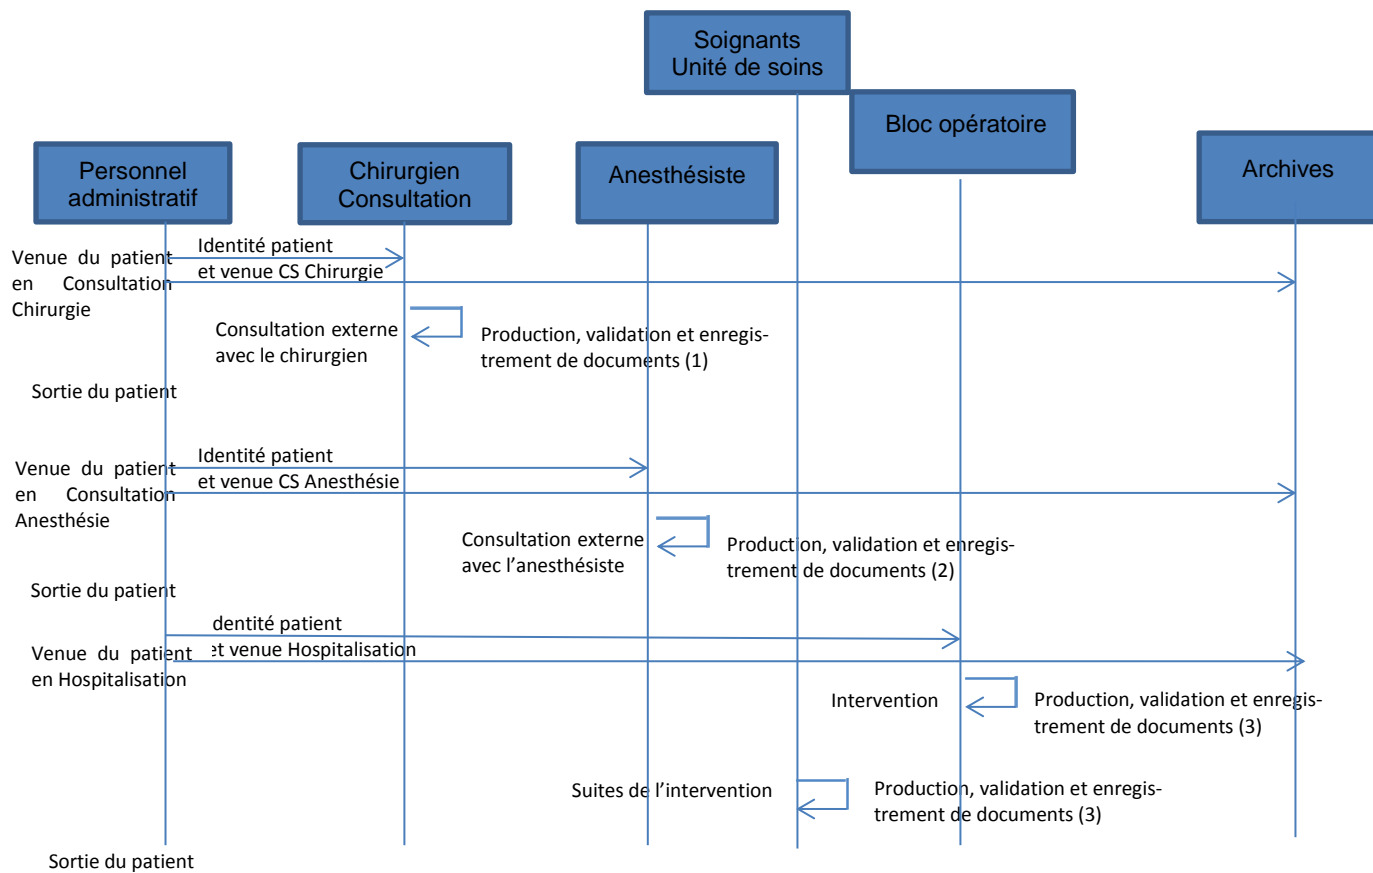 Soignants
Unité de soins
Bloc opératoire
Personnel
administratif
Chirurgien
Consultation
Anesthésiste
Archives
Venue du patient
en Consultation
Chirurgie
Identité patient
et venue CS Chirurgie
Consultation externe
avec le chirurgien
Production, validation et enregis-
trement de documents (1)
Sortie du patient
Venue du patient
en Consultation
Anesthésie
Identité patient
et venue CS Anesthésie
Consultation externe
avec l’anesthésiste
Production, validation et enregis-
trement de documents (2)
Sortie du patient
Identité patient
et venue Hospitalisation
Venue du patient
en Hospitalisation
Intervention
Production, validation et enregis-
trement de documents (3)
Suites de l’intervention
Production, validation et enregis-
trement de documents (3)
Sortie du patient